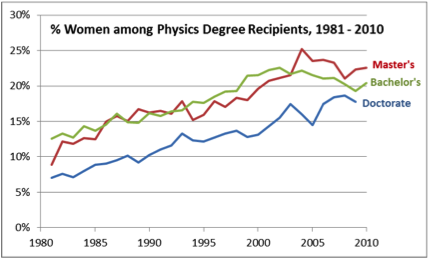 % Women among Physics Degree Recipients, 1981 - 2010
30%
25%
20%
15%
10%
5%
0%
Master's
Bachelor's
Doctorate
1980 1985 1990 1995 2000 2005 2010